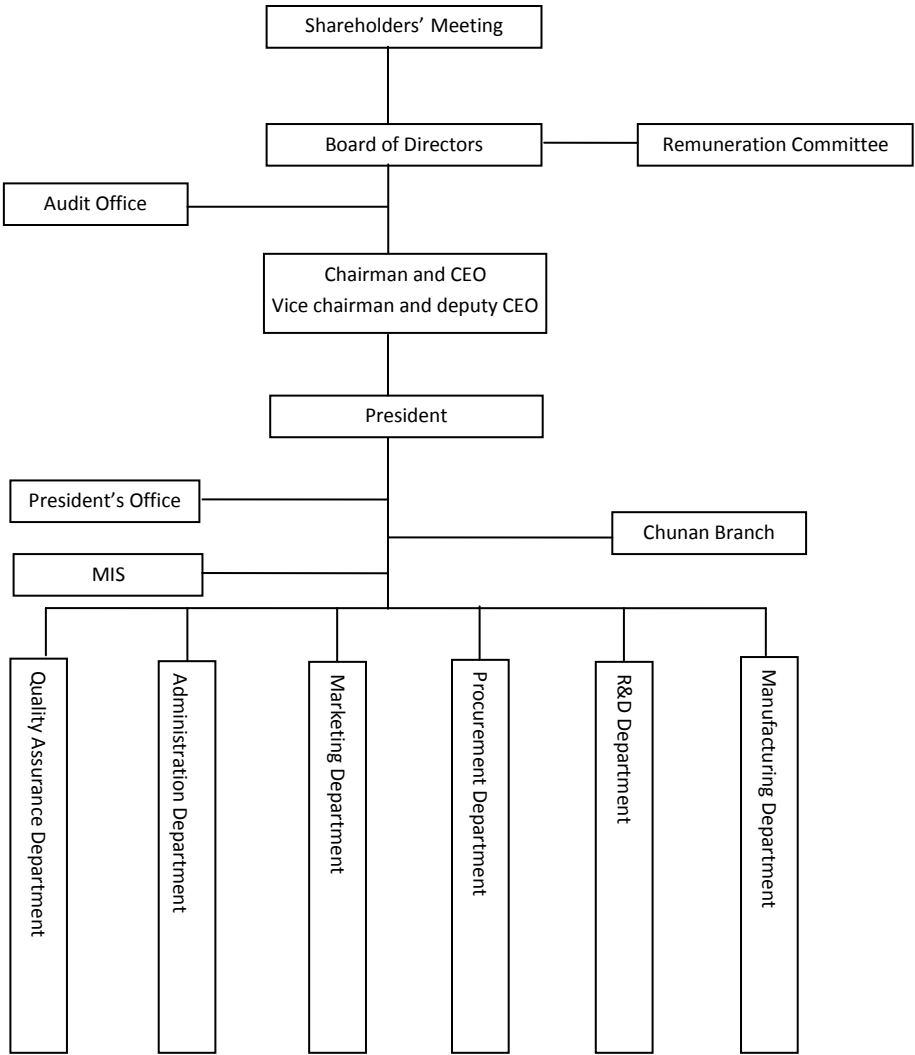 Shareholders’ Meeting
Board of Directors
Remuneration Committee
Audit Office
Chairman and CEO
Vice chairman and deputy CEO
President
President’s Office
Chunan Branch
MIS
Quality Assurance Department
Administration Department
Marketing Department
Procurement Department
R&D Department
Manufacturing Department